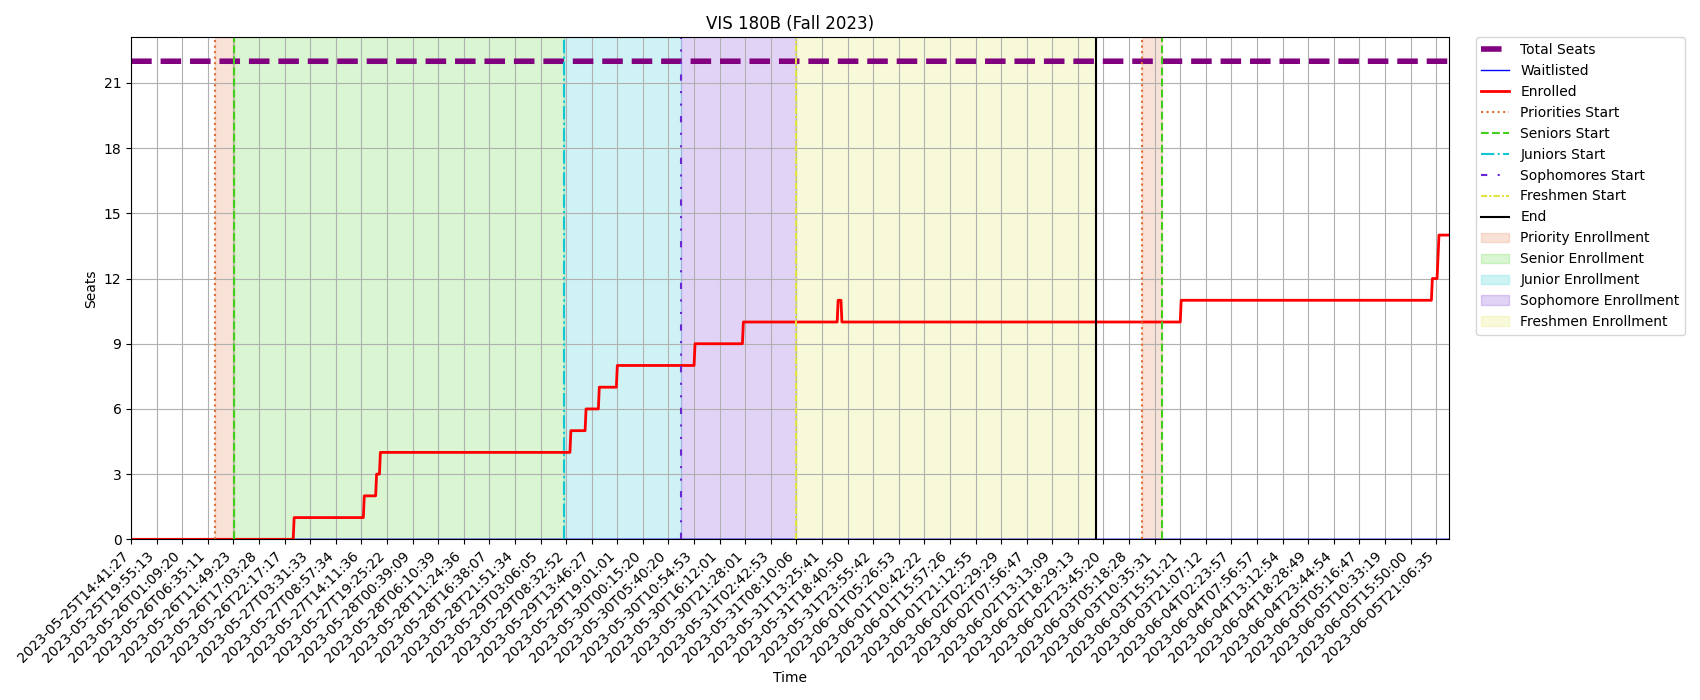 VIS 180B (Fall 2023)
Seats
21
18
15
12
9
6
3
0
2023-05-25T14:41:27
2023-05-25T19:55:13
2023-05-26T01:09:20
2023-05-26T06:35:11
2023-05-26T11:49:23
2023-05-26T17:03:28
2023-05-26T22:17:17
2023-05-27T03:31:33
2023-05-27T08:57:34
2023-05-27T14:11:36
2023-05-27T19:25:22
2023-05-28T00:39:09
2023-05-28T06:10:39
2023-05-28T11:24:36
2023-05-28T16:38:07
2023-05-28T21:51:34
2023-05-29T03:06:05
2023-05-29T08:32:52
2023-05-29T13:46:27
2023-05-29T19:01:01
2023-05-30T00:15:20
2023-05-30T05:40:20
2023-05-30T10:54:53
2023-05-30T16:12:01
2023-05-30T21:28:01
2023-05-31T02:42:53
2023-05-31T08:10:06
2023-05-31T13:25:41
2023-05-31T18:40:50
2023-05-31T23:55:42
2023-06-01T05:26:53
2023-06-01T10:42:22
2023-06-01T15:57:26
2023-06-01T21:12:55
2023-06-02T02:29:29
2023-06-02T07:56:47
2023-06-02T13:13:09
2023-06-02T18:29:13
2023-06-02T23:45:20
2023-06-03T05:18:28
2023-06-03T10:35:31
2023-06-03T15:51:21
2023-06-03T21:07:12
2023-06-04T02:23:57
2023-06-04T07:56:57
2023-06-04T13:12:54
2023-06-04T18:28:49
2023-06-04T23:44:54
2023-06-05T05:16:47
2023-06-05T10:33:19
2023-06-05T15:50:00
2023-06-05T21:06:35
Time
Total Seats
Waitlisted
Enrolled
Priorities Start
Seniors Start
Juniors Start
Sophomores Start
Freshmen Start
End
Priority Enrollment
Senior Enrollment
Junior Enrollment
Sophomore Enrollment
Freshmen Enrollment